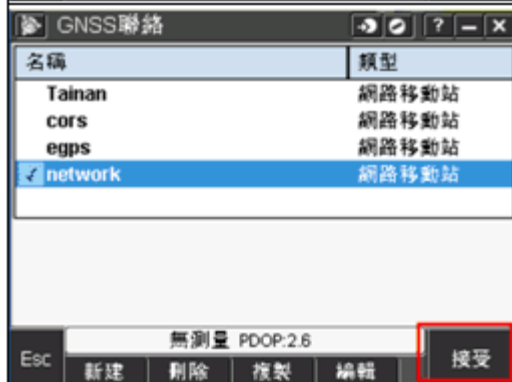 GNSS聯絡
? – X
名稱 類型
Tainan 網路移動站
cors 網路移動站
egps 網路移動站
network 網路移動站
無測量 PDOP:2.6
Esc 新建 刪除 複製 編輯 接受